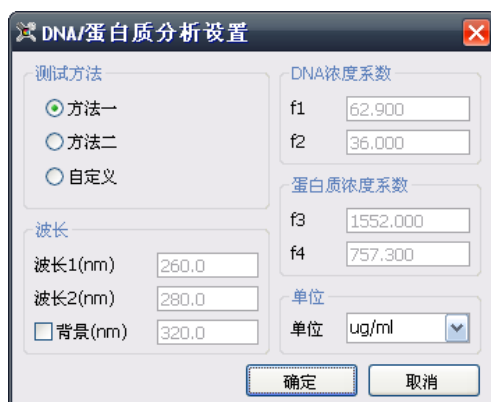 DNA/蛋白质分析设置
测试方法
方法一
方法二
自定义
波长
波长1(nm) 260.0
波长2(nm) 280.0
背景(nm) 320.0
DNA浓度系数
f1 62.900
f2 36.000
蛋白质浓度系数
f3 1552.000
f4 757.300
单位
单位 ug/ml
确定 取消